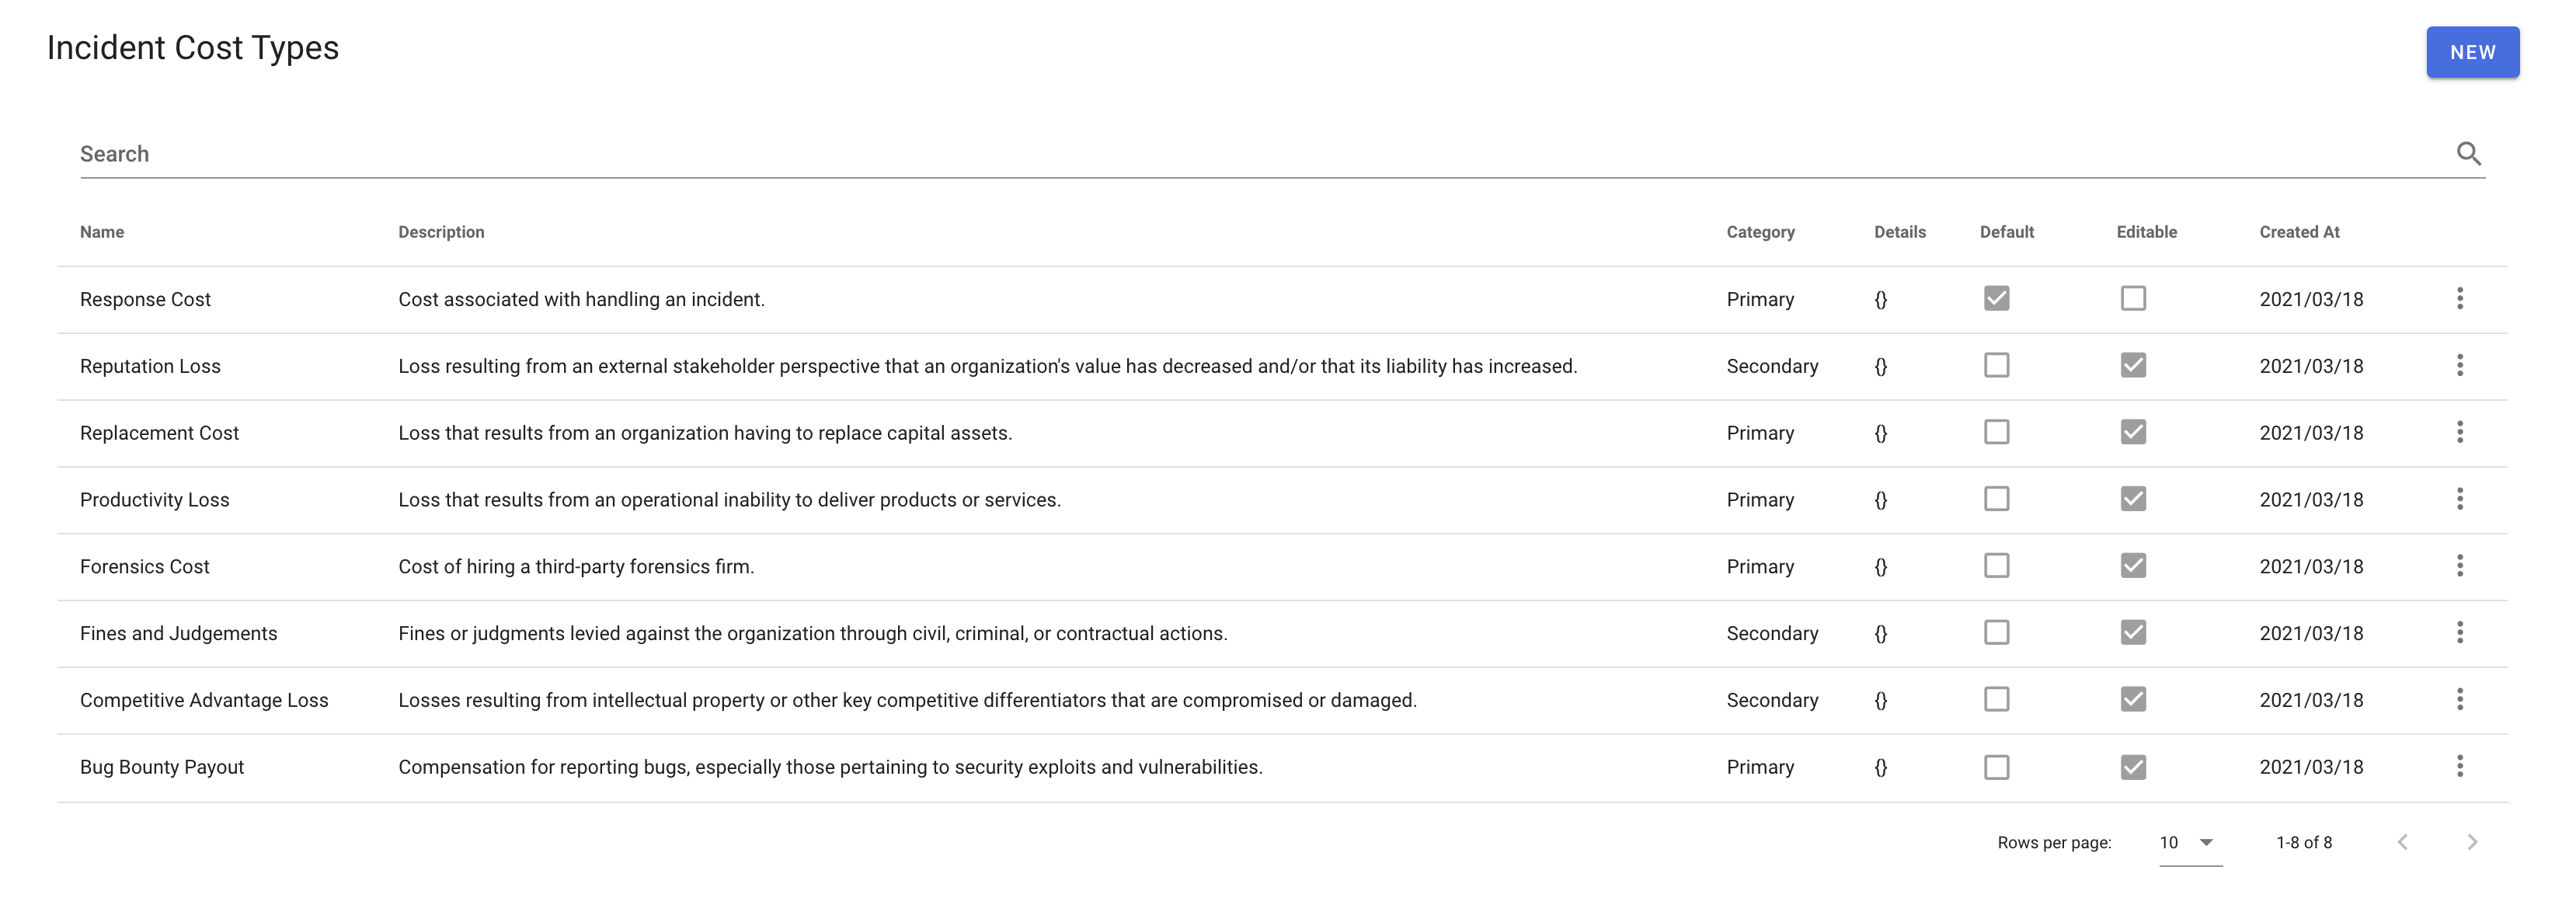 Incident Cost Types
NEW
Search
Name Description Category Details Default Editable Created At
Response Cost Cost associated with handling an incident. Primary {} 2021/03/18
Reputation Loss Loss resulting from an external stakeholder perspective that an organization's value has decreased and/or that its liability has increased. Secondary {} 2021/03/18
Replacement Cost Loss that results from an organization having to replace capital assets. Primary {} 2021/03/18
Productivity Loss Loss that results from an operational inability to deliver products or services. Primary {} 2021/03/18
Forensics Cost Cost of hiring a third-party forensics firm. Primary {} 2021/03/18
Fines and Judgements Fines or judgments levied against the organization through civil, criminal, or contractual actions. Secondary {} 2021/03/18
Competitive Advantage Loss Losses resulting from intellectual property or other key competitive differentiators that are compromised or damaged. Secondary {} 2021/03/18
Bug Bounty Payout Compensation for reporting bugs, especially those pertaining to security exploits and vulnerabilities. Primary {} 2021/03/18
Rows per page: 10 1-8 of 8